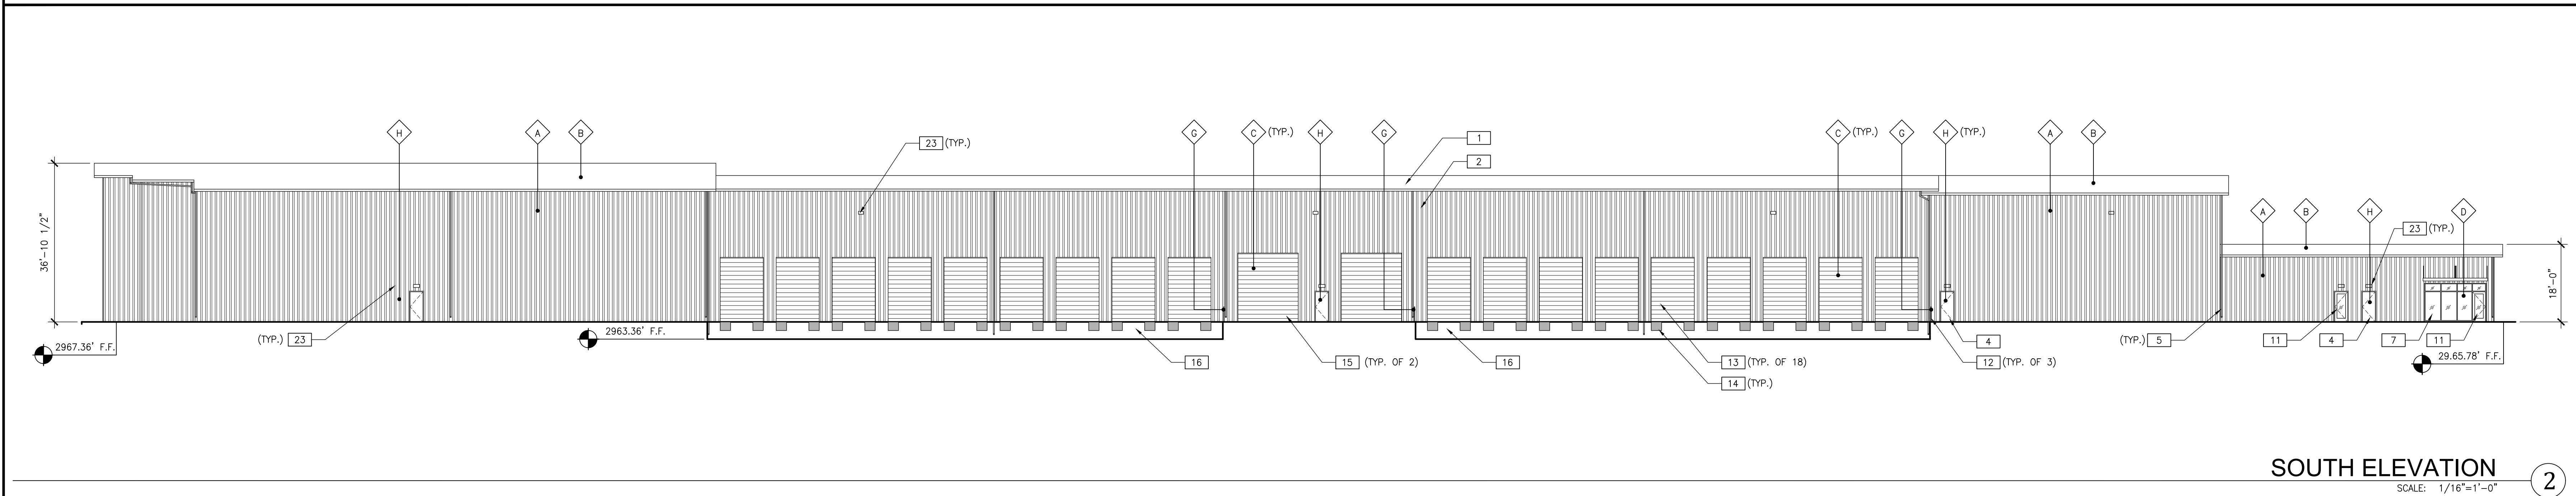 H
A
B
23 (TYP.)
G
C (TYP.)
H
G
1
2
C (TYP.)
G
H (TYP.)
A
B
A
B
H
D
23 (TYP.)
36'-10 1/2"
18'-0"
(TYP.) 23
2967.36' F.F.
2963.36' F.F.
16
15 (TYP. OF 2)
16
13 (TYP. OF 18)
14 (TYP.)
4
12 (TYP. OF 3)
(TYP.) 5
11
4
7
11
29.65.78' F.F.
SOUTH ELEVATION
SCALE: 1/16"=1'-0"
2